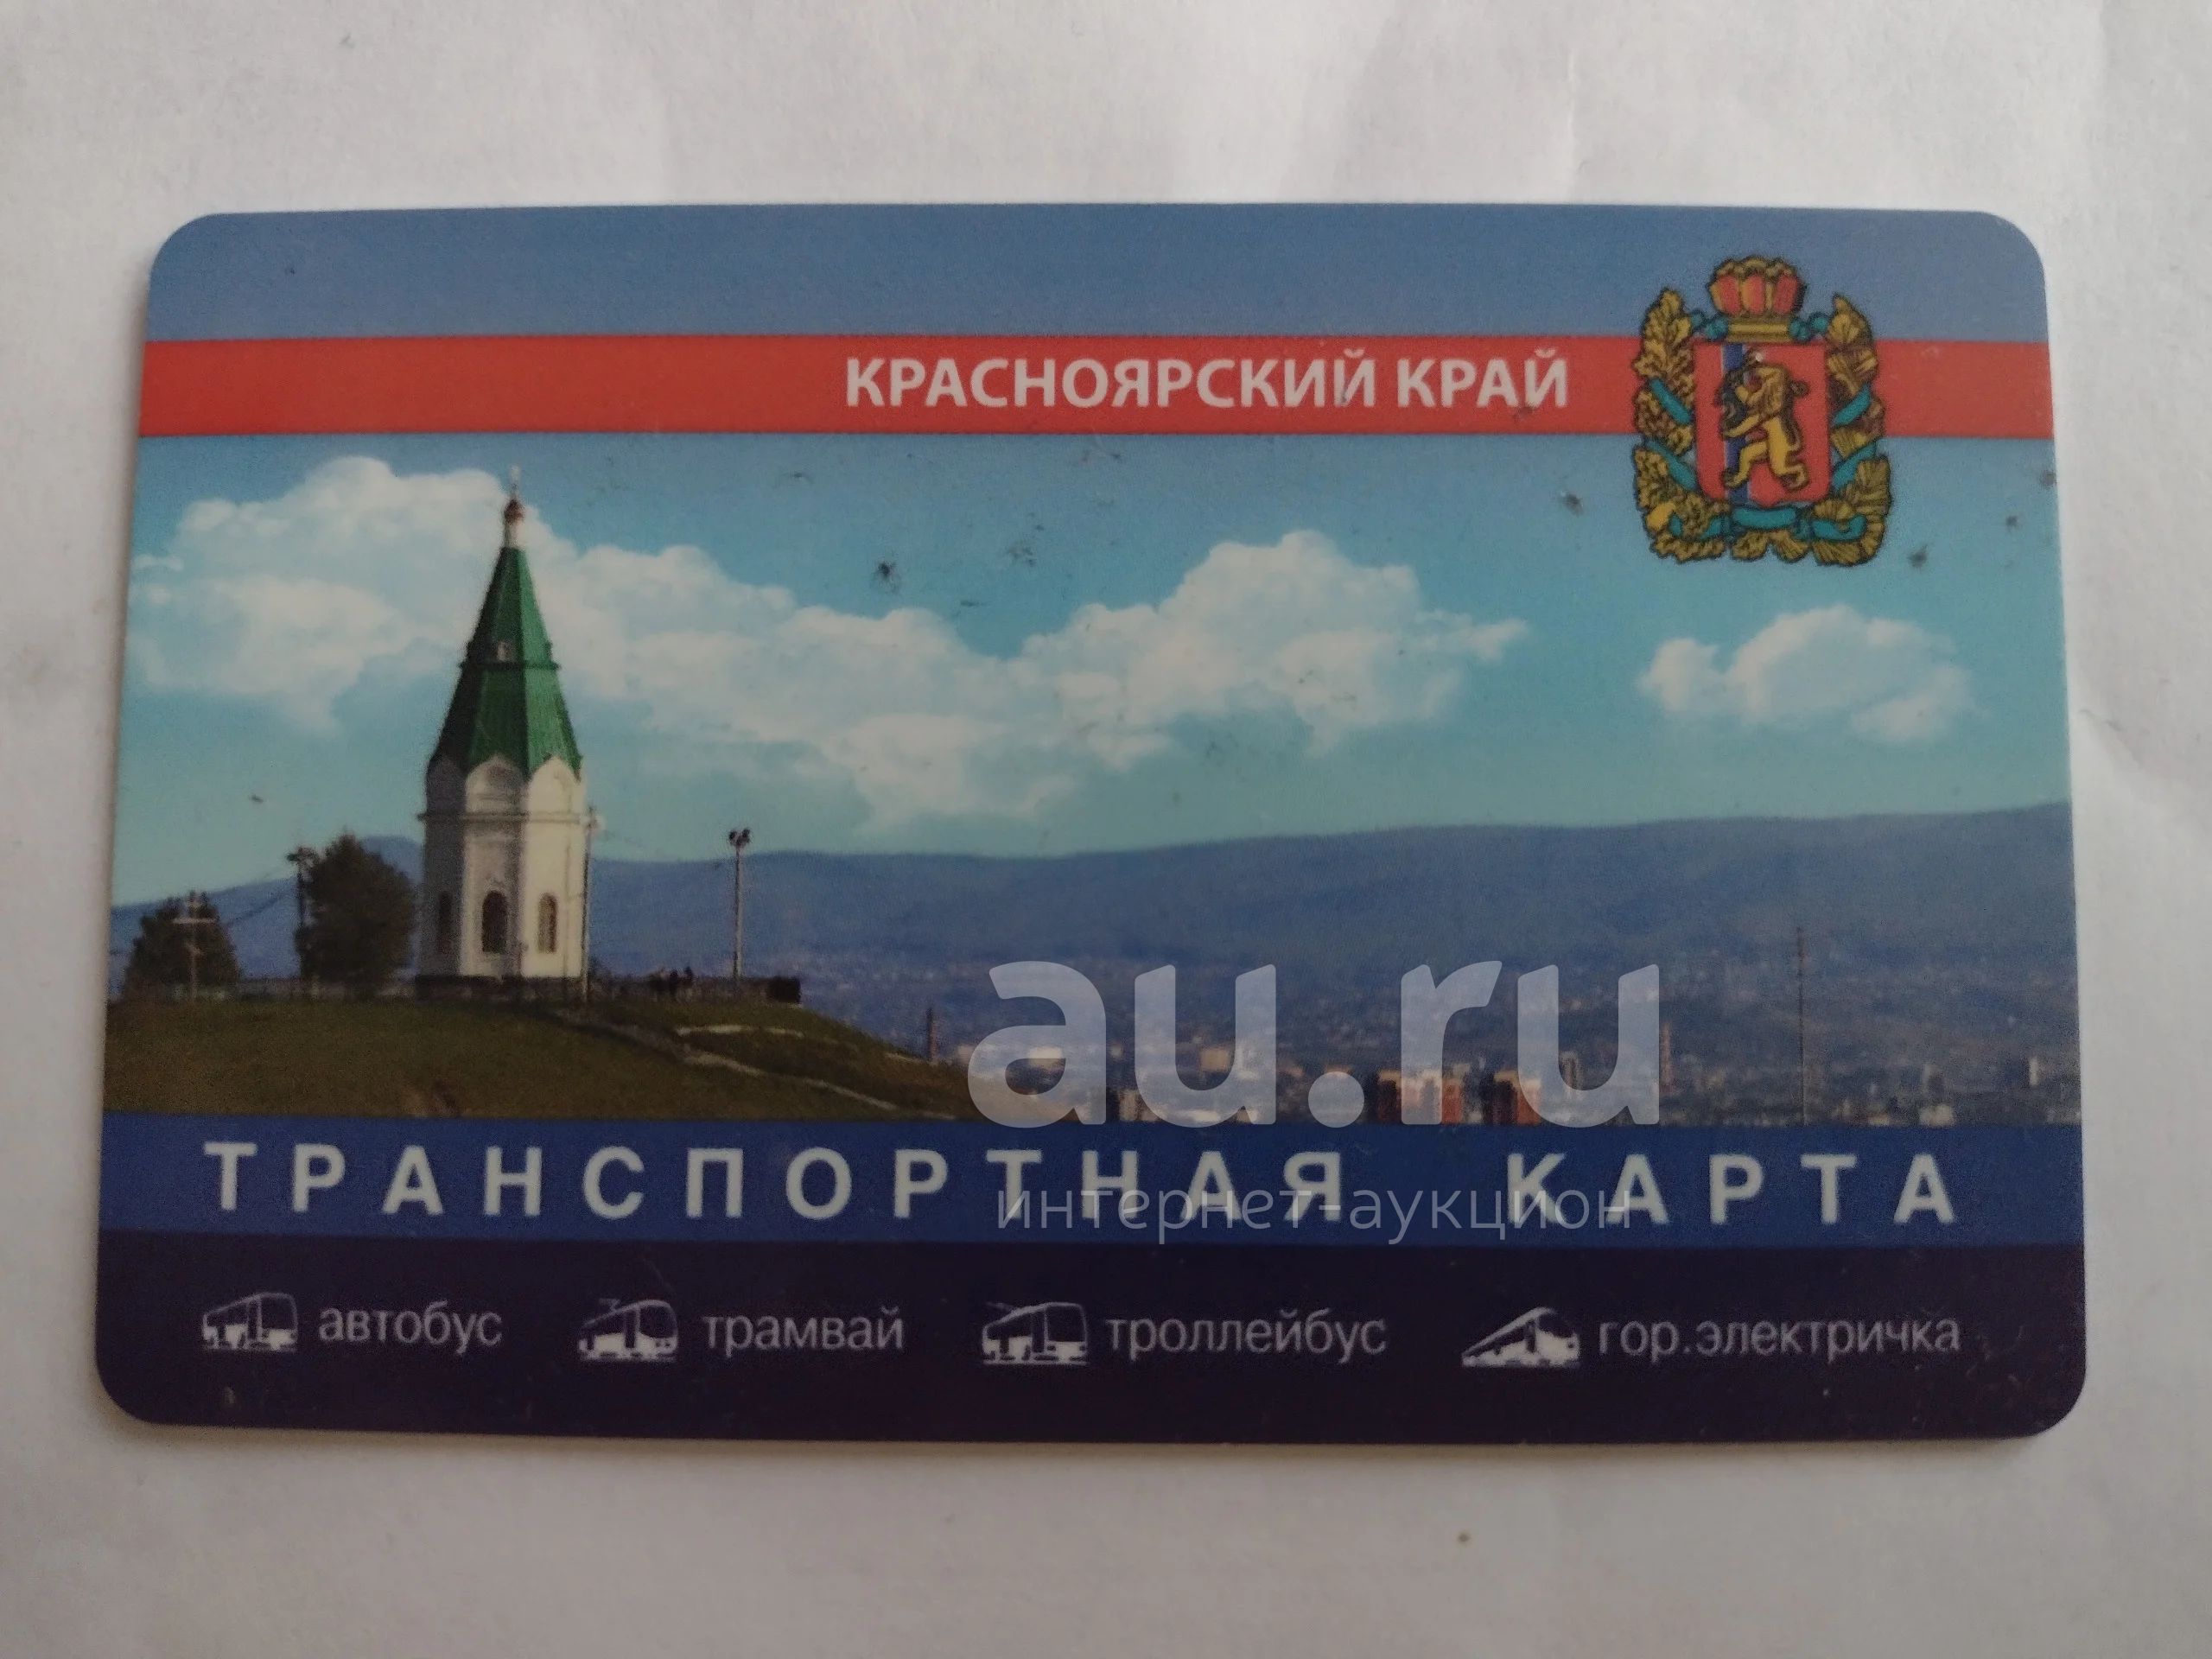 КРАСНОЯРСКИЙ КРАЙ
au.ru
ТРАНСПОРТНАЯ КАРТА
интернет-аукцион
автобус трамвай троллейбус гор.электричка